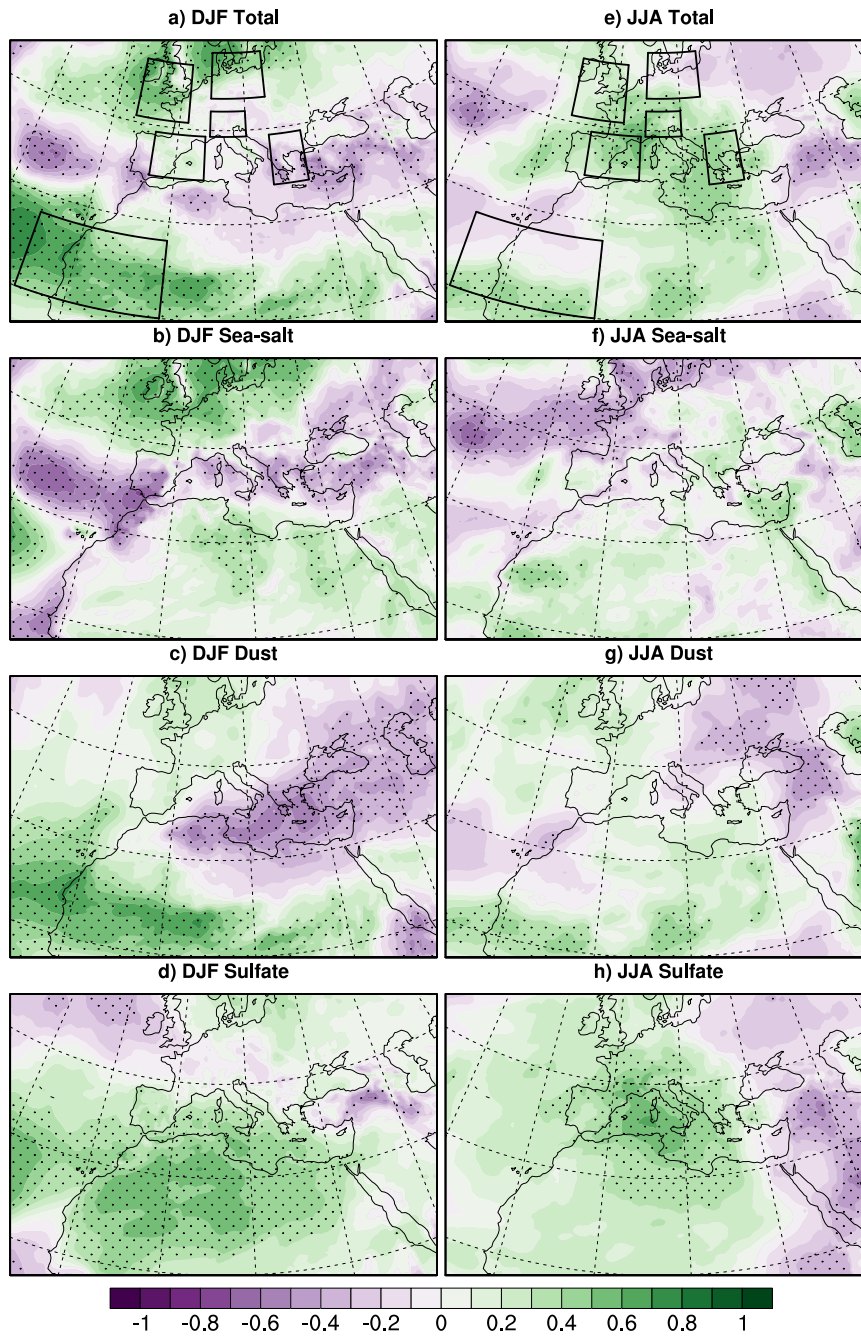 a) DJF Total
e) JJA Total
b) DJF Sea-salt
f) JJA Sea-salt
c) DJF Dust
g) JJA Dust
d) DJF Sulfate
h) JJA Sulfate
-1 -0.8 -0.6 -0.4 -0.2 0 0.2 0.4 0.6 0.8 1